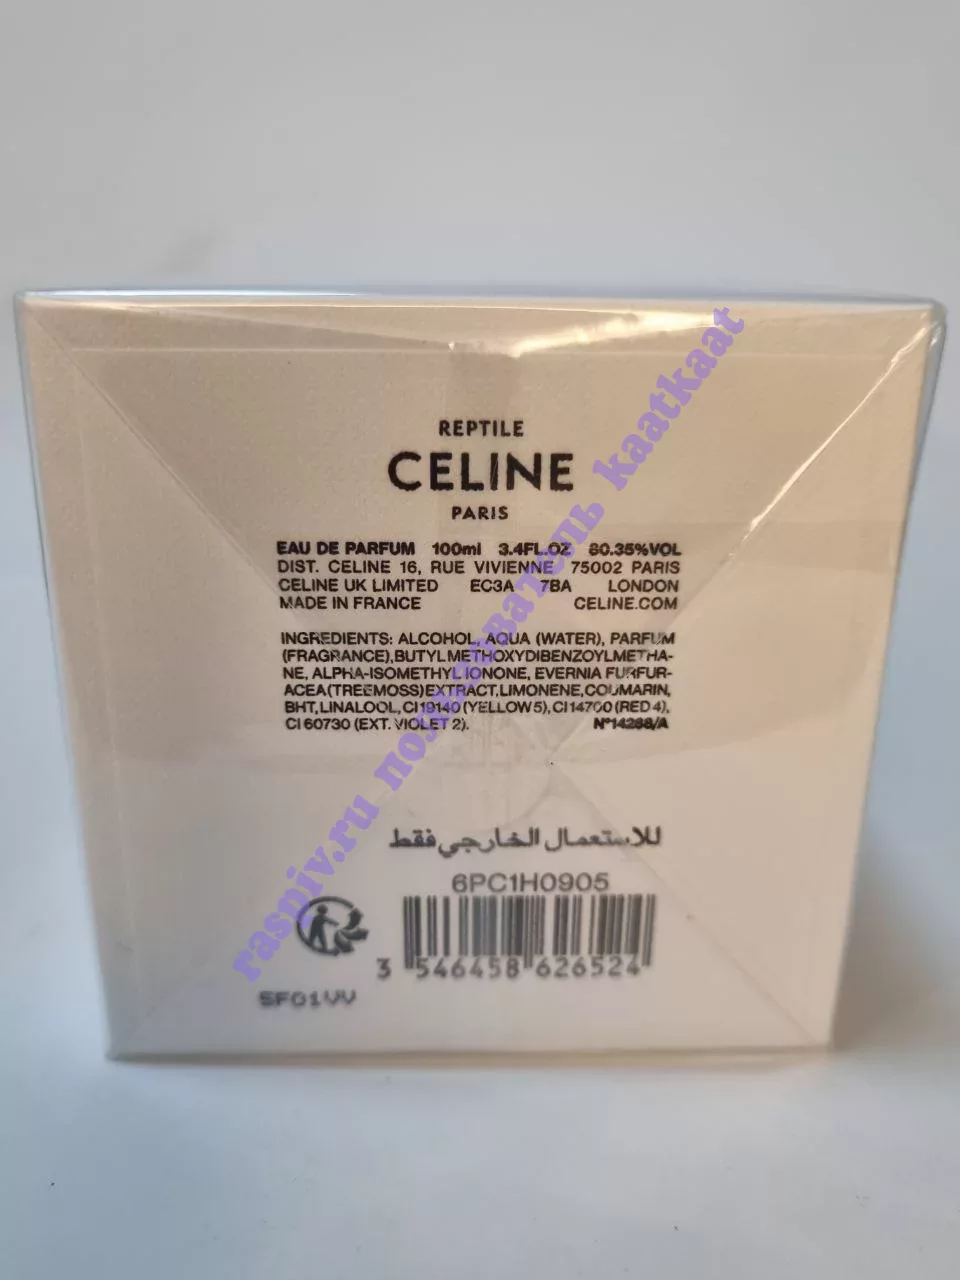 REPTILE
CELINE
PARIS
EAU DE PARFUM 100ml 3.4FL.OZ 80.35%VOL
DIST. CELINE 16, RUE VIVIENNE 75002 PARIS
CELINE UK LIMITED EC3A 7BA LONDON
MADE IN FRANCE CELINE.COM
INGREDIENTS: ALCOHOL, AQUA (WATER), PARFUM
(FRAGRANCE),BUTYL METHOXYDIBENZOYLMETHA-
NE, ALPHA-ISOMETHYL IONONE, EVERNIA FURFUR-
ACEA (TREEMOSS) EXTRACT, LIMONENE, COUMARIN,
BHT, LINALOOL, CI 19140 (YELLOW 5), CI 14700 (RED 4),
CI 60730 (EXT. VIOLET 2). N°14288/A
للاستعمال الخارجي فقط
6PC1H0905
3 546458 626524
5F01VV
raspiv.ru пользователь kaatkaat